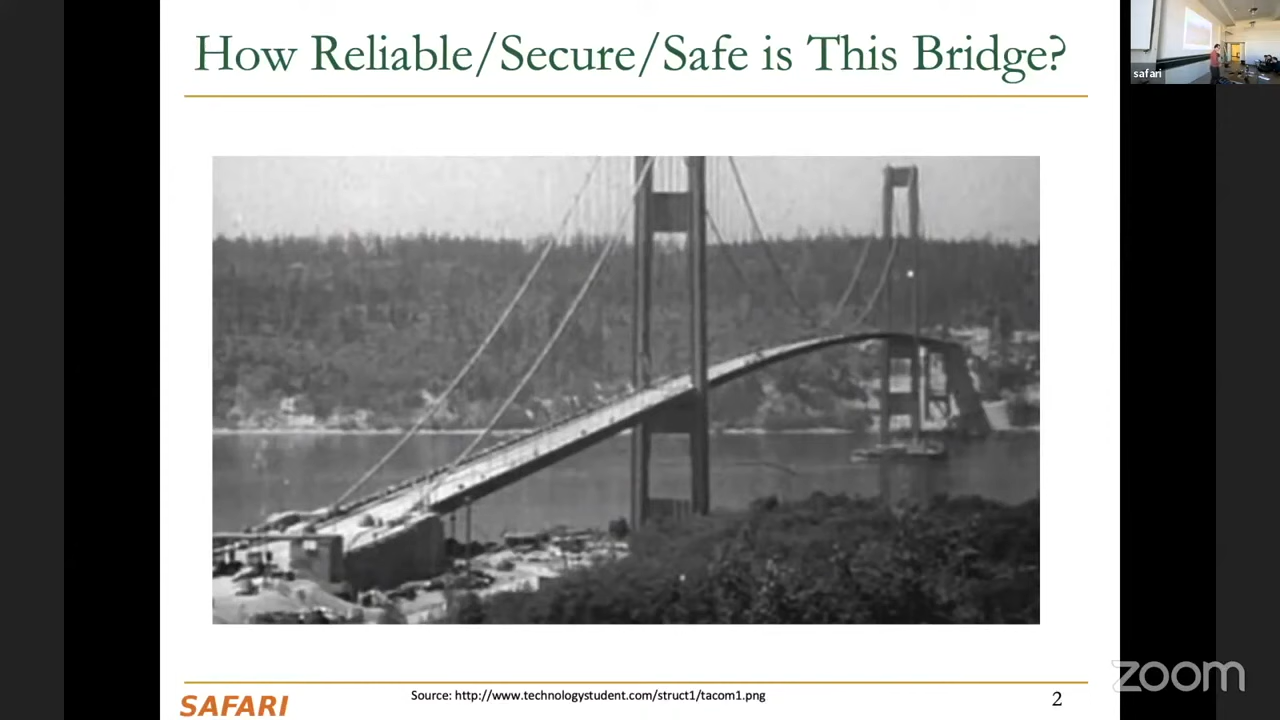 How Reliable/Secure/Safe is This Bridge?
safari
Source: http://www.technologystudent.com/struct1/tacom1.png
SAFARI
2
zoom